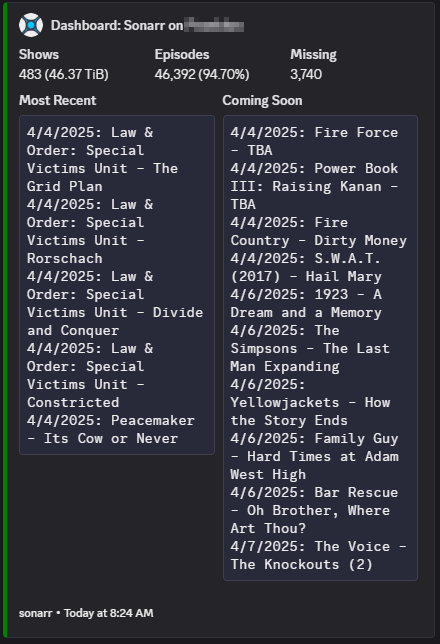 Dashboard: Sonarr on
Shows
483 (46.37 TiB)
Episodes
46,392 (94.70%)
Missing
3,740
Most Recent
4/4/2025: Law &
Order: Special
Victims Unit - The
Grid Plan
4/4/2025: Law &
Order: Special
Victims Unit -
Rorschach
4/4/2025: Law &
Order: Special
Victims Unit - Divide
and Conquer
4/4/2025: Law &
Order: Special
Victims Unit -
Constricted
4/4/2025: Peacemaker
- Its Cow or Never
Coming Soon
4/4/2025: Fire Force
- TBA
4/4/2025: Power Book
III: Raising Kanan -
TBA
4/4/2025: Fire
Country - Dirty Money
4/4/2025: S.W.A.T.
(2017) - Hail Mary
4/6/2025: 1923 - A
Dream and a Memory
4/6/2025: The
Simpsons - The Last
Man Expanding
4/6/2025:
Yellowjackets - How
the Story Ends
4/6/2025: Family Guy
- Hard Times at Adam
West High
4/6/2025: Bar Rescue
- Oh Brother, Where
Art Thou?
4/7/2025: The Voice -
The Knockouts (2)
sonarr • Today at 8:24 AM